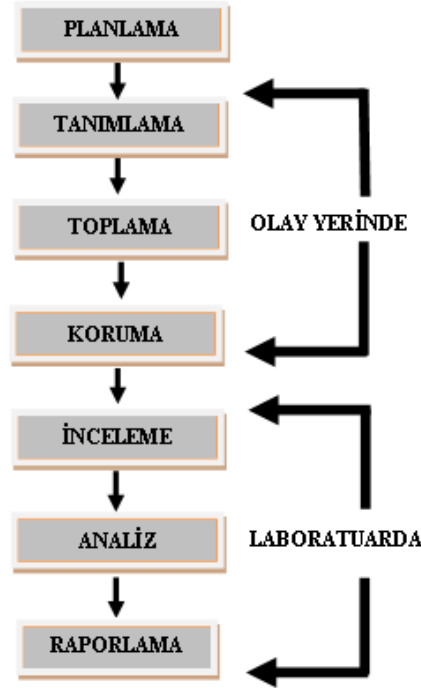 PLANLAMA
TANIMLAMA
TOPLAMA
OLAY YERİNDE
KORUMA
İNCELEME
ANALİZ
LABORATUARDA
RAPORLAMA